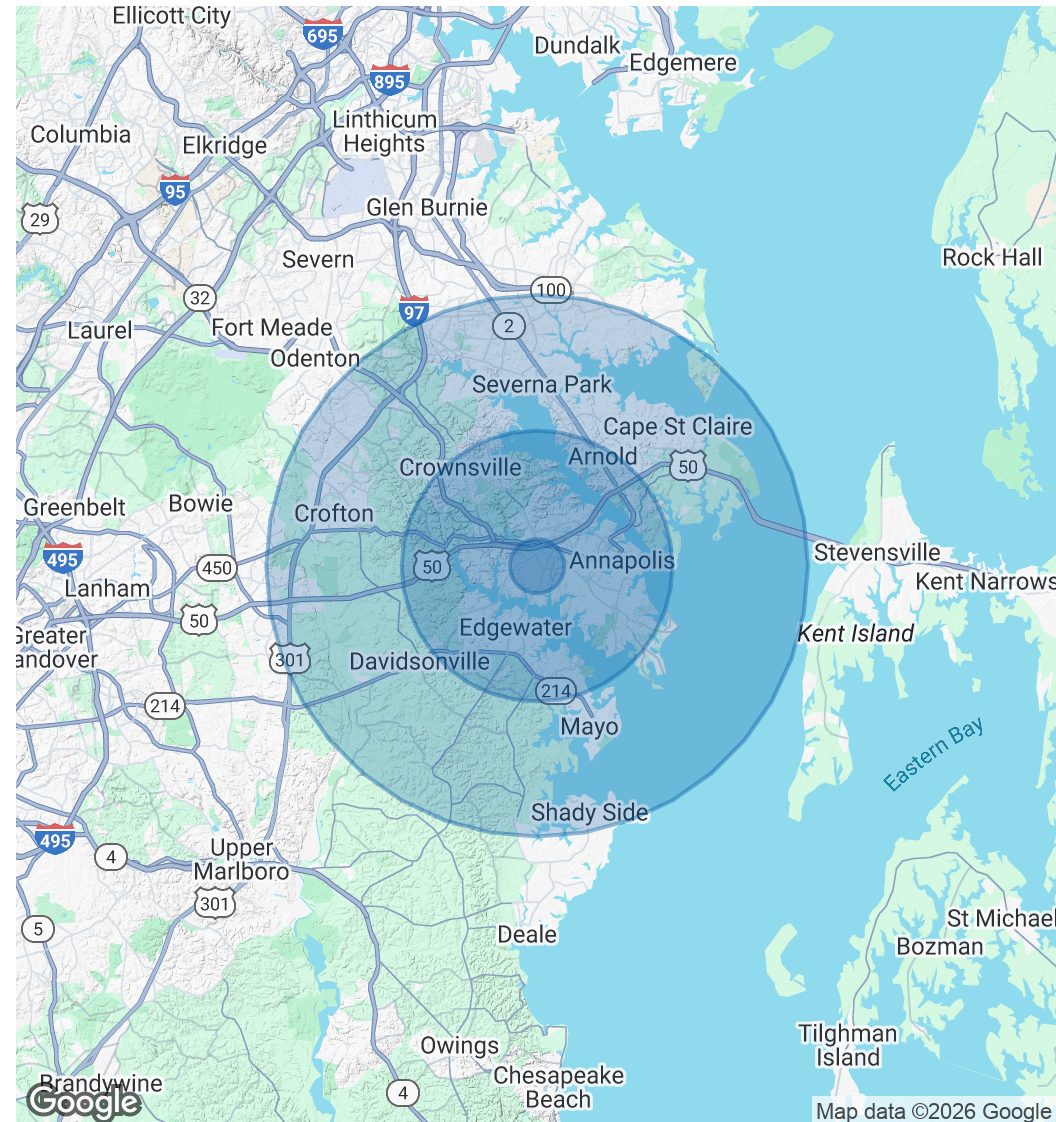 Ellicott City
695
Dundalk
Edgemere
895
Linthicum
Heights
Columbia
Elkridge
95
29
Glen Burnie
Rock Hall
Severn
32
100
97
2
Laurel
Fort Meade
Odenton
Severna Park
Cape St Claire
Arnold
50
Crownsville
Greenbelt
Bowie
Crofton
495
450
50
Annapolis
Stevensville
Kent Narrows
Lanham
50
Edgewater
Kent Island
Greater
andover
301
Davidsonville
214
214
Mayo
Eastern Bay
Shady Side
495
4
Upper
Marlboro
301
5
Deale
St Michael
Bozman
Tilghman
Island
Owings
Chesapeake
Beach
4
Brandywine
Google
Map data ©2026 Google